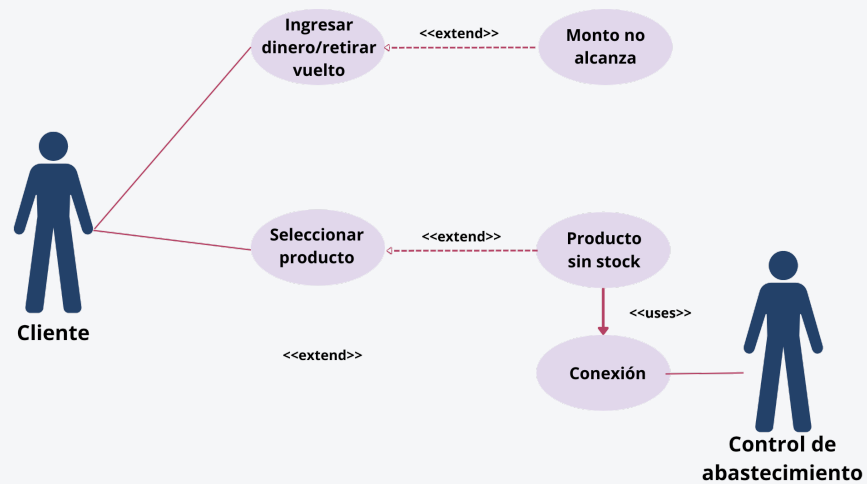 Ingresar
dinero/retirar
vuelto
<<extend>>
Monto no
alcanza
Seleccionar
producto
<<extend>>
Producto
sin stock
Cliente
<<uses>>
<<extend>>
Conexión
Control de
abastecimiento